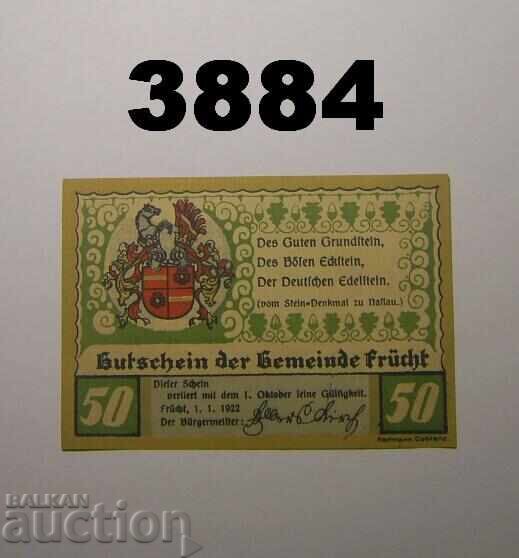 3884
Des Guten Grundstein,
Des Bösen Eckstein,
Der Deutschen Edelstein.
(vom Stein-Denkmal zu Nassau.)
Gutschein der Gemeinde Frücht
50
Dieser Schein
verliert mit dem 1. Oktober seine Gültigkeit.
Frücht, 1. 1. 1922
Der Bürgermeister:
50
BALKAN
auction